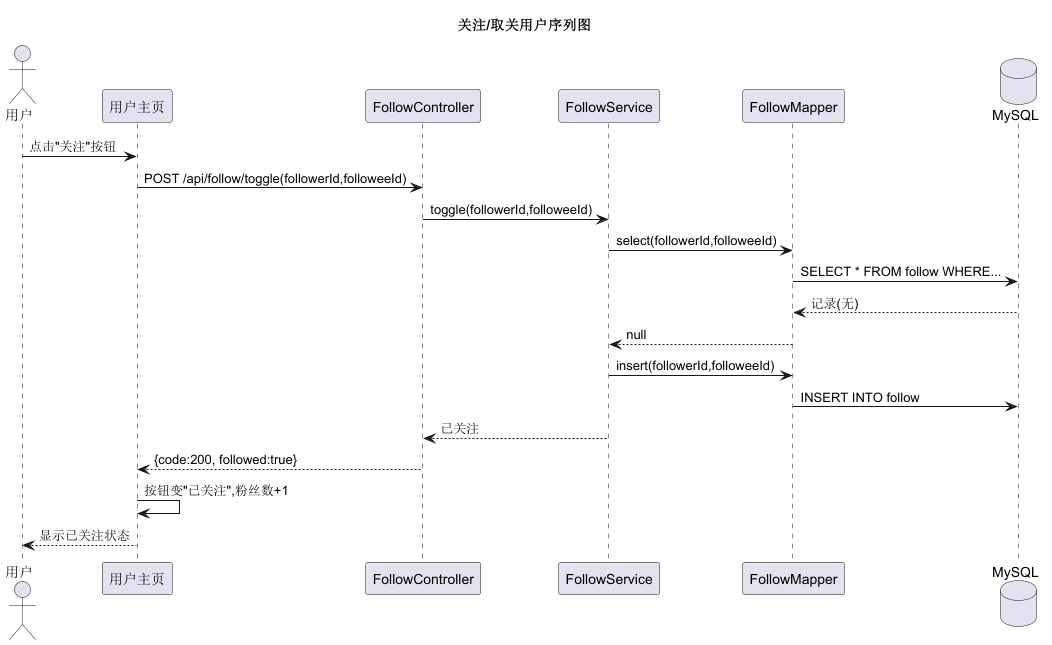 关注/取关用户序列图
用户
用户主页
FollowController
FollowService
FollowMapper
MySQL
点击"关注"按钮
POST /api/follow/toggle(followerId,followeeId)
toggle(followerId,followeeId)
select(followerId,followeeId)
SELECT * FROM follow WHERE...
记录(无)
null
insert(followerId,followeeId)
INSERT INTO follow
已关注
{code:200, followed:true}
按钮变"已关注",粉丝数+1
显示已关注状态
用户
用户主页
FollowController
FollowService
FollowMapper
MySQL